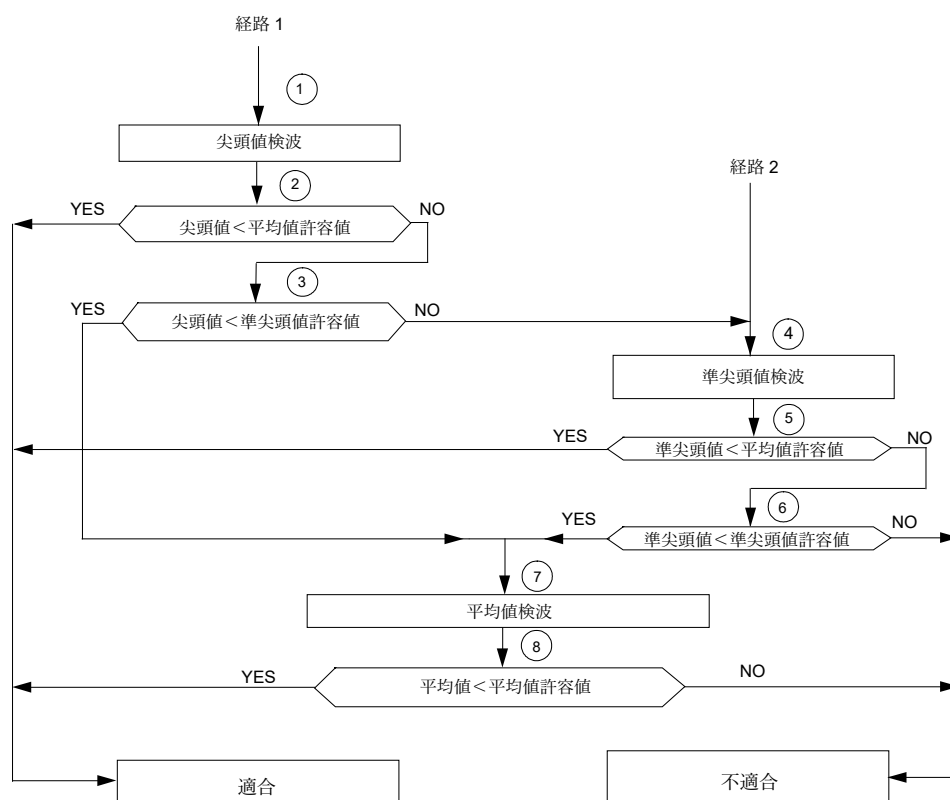 経路 1
①
尖頭値検波
②
YES
尖頭値＜平均値許容値
NO
経路 2
③
YES
尖頭値＜準尖頭値許容値
NO
④
準尖頭値検波
⑤
YES
準尖頭値＜平均値許容値
NO
⑥
YES
準尖頭値＜準尖頭値許容値
NO
⑦
平均値検波
⑧
YES
平均値＜平均値許容値
NO
適合
不適合